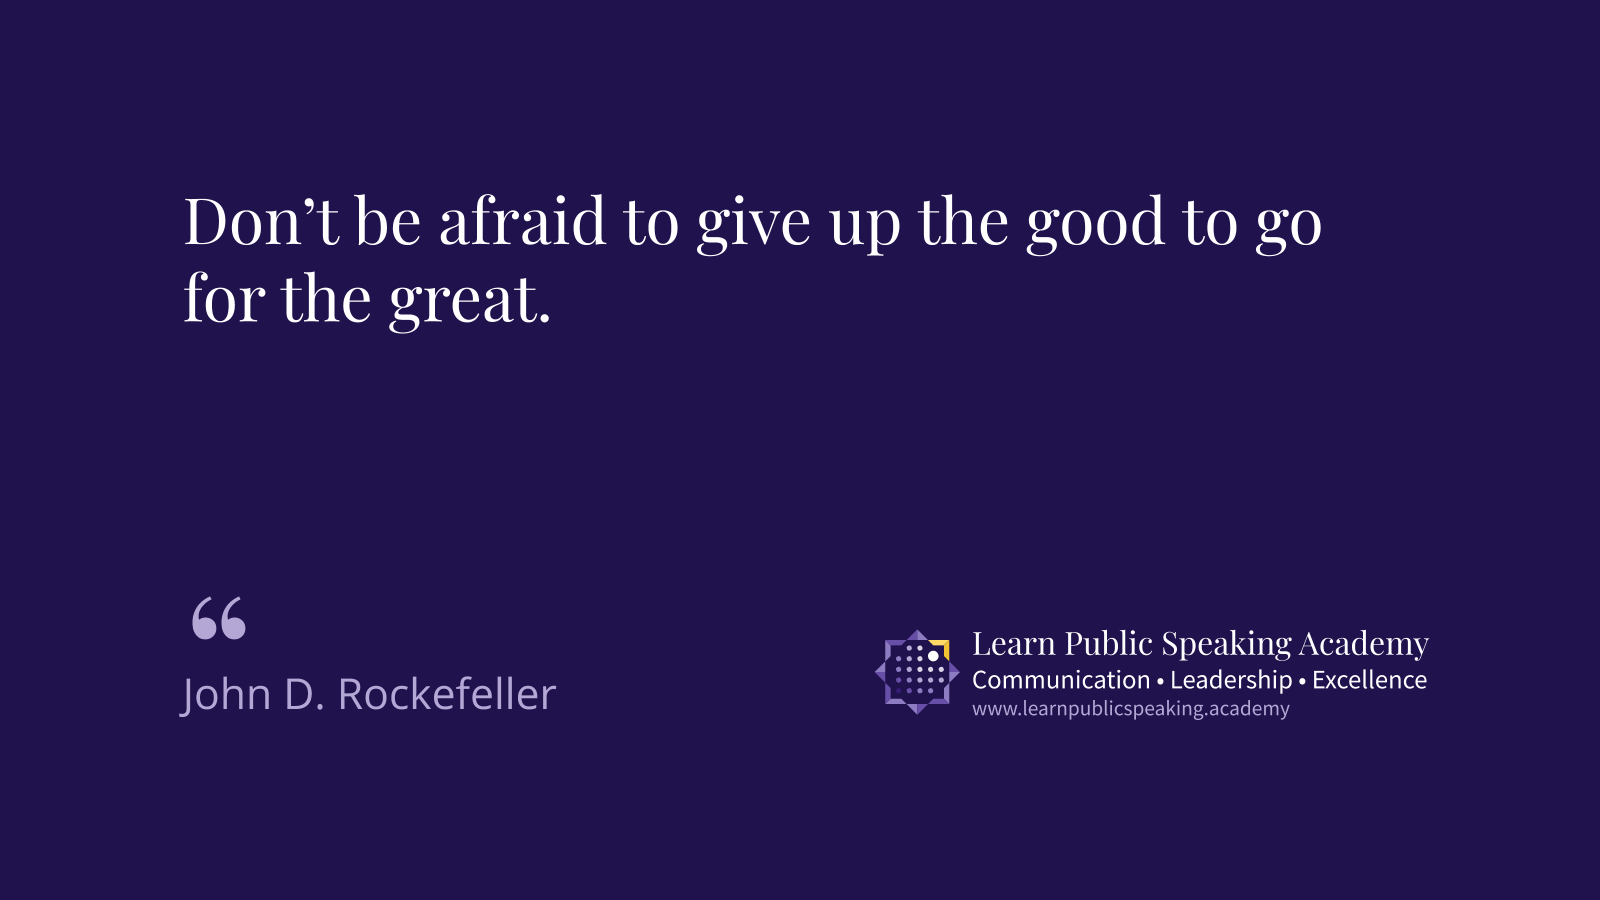 Don’t be afraid to give up the good to go
for the great.
“
John D. Rockefeller
Learn Public Speaking Academy
Communication • Leadership • Excellence
www.learnpublicspeaking.academy